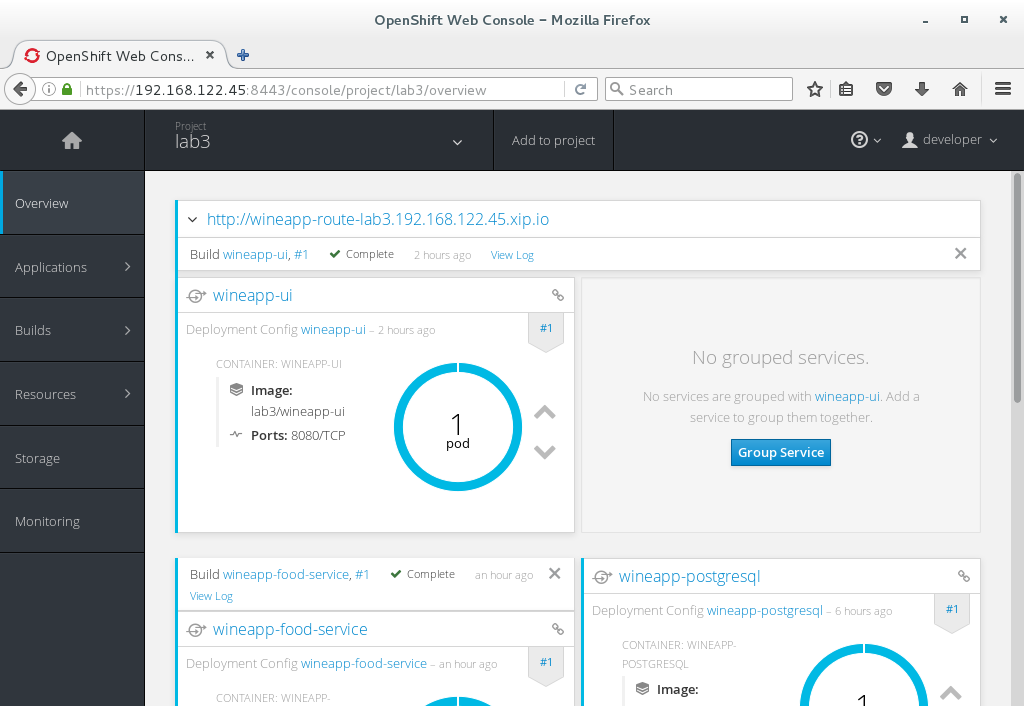 OpenShift Web Console – Mozilla Firefox
OpenShift Web Cons...
https://192.168.122.45:8443/console/project/lab3/overview
Search
Project
lab3
Add to project
developer
Overview
Applications
Builds
Resources
Storage
Monitoring
http://wineapp-route-lab3.192.168.122.45.xip.io
Build wineapp-ui, #1 Complete 2 hours ago View Log
wineapp-ui
Deployment Config wineapp-ui – 2 hours ago
#1
CONTAINER: WINEAPP-UI
Image:
lab3/wineapp-ui
Ports: 8080/TCP
1
pod
No grouped services.
No services are grouped with wineapp-ui. Add a
service to group them together.
Group Service
Build wineapp-food-service, #1 Complete an hour ago
View Log
wineapp-food-service
Deployment Config wineapp-food-service – an hour ago
#1
CONTAINER: WINEAPP-
wineapp-postgresql
Deployment Config wineapp-postgresql – 6 hours ago
#1
CONTAINER: WINEAPP-
POSTGRESQL
Image:
1